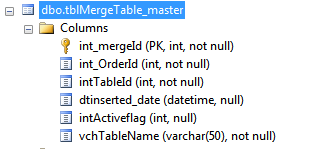 dbo.tblMergeTable_master
Columns
int_mergeId (PK, int, not null)
int_OrderId (int, not null)
intTableId (int, not null)
dtinserted_date (datetime, null)
intActiveflag (int, null)
vchTableName (varchar(50), not null)